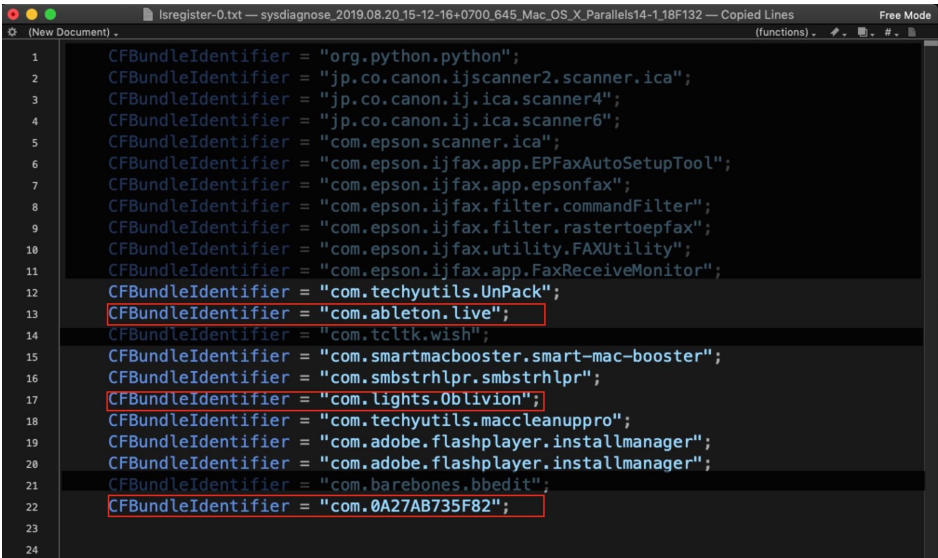 lsregister-0.txt — sysdiagnose_2019.08.20_15-12-16+0700_645_Mac_OS_X_Parallels14-1_18F132 — Copied Lines Free Mode
(New Document) (functions) #
1 CFBundleIdentifier = "org.python.python";
2 CFBundleIdentifier = "jp.co.canon.ijscanner2.scanner.ica";
3 CFBundleIdentifier = "jp.co.canon.ij.ica.scanner4";
4 CFBundleIdentifier = "jp.co.canon.ij.ica.scanner6";
5 CFBundleIdentifier = "com.epson.scanner.ica";
6 CFBundleIdentifier = "com.epson.ijfax.app.EPFaxAutoSetupTool";
7 CFBundleIdentifier = "com.epson.ijfax.app.epsonfax";
8 CFBundleIdentifier = "com.epson.ijfax.filter.commandFilter";
9 CFBundleIdentifier = "com.epson.ijfax.filter.rastertoepfax";
10 CFBundleIdentifier = "com.epson.ijfax.utility.FAXUtility";
11 CFBundleIdentifier = "com.epson.ijfax.app.FaxReceiveMonitor";
12 CFBundleIdentifier = "com.techyutils.UnPack";
13 CFBundleIdentifier = "com.ableton.live";
14 CFBundleIdentifier = "com.tcltk.wish";
15 CFBundleIdentifier = "com.smartmacbooster.smart-mac-booster";
16 CFBundleIdentifier = "com.smbstrhlpr.smbstrhlpr";
17 CFBundleIdentifier = "com.lights.Oblivion";
18 CFBundleIdentifier = "com.techyutils.maccleanuppro";
19 CFBundleIdentifier = "com.adobe.flashplayer.installmanager";
20 CFBundleIdentifier = "com.adobe.flashplayer.installmanager";
21 CFBundleIdentifier = "com.barebones.bbedit";
22 CFBundleIdentifier = "com.0A27AB735F82";
23
24